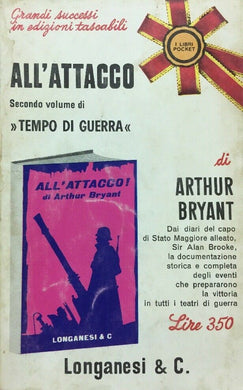 Grandi successi
in edizioni tascabili
I LIBRI
POCKET
ALL'ATTACCO
Secondo volume di
»TEMPO DI GUERRA«
di
ARTHUR
BRYANT
Dai diari del capo
di Stato Maggiore alleato,
Sir Alan Brooke,
la documentazione
storica e completa
degli eventi
che prepararono
la vittoria
in tutti i teatri di guerra
Lire 350
ALL'ATTACCO!
di Arthur Bryant
LONGANESI & C
Longanesi & C.